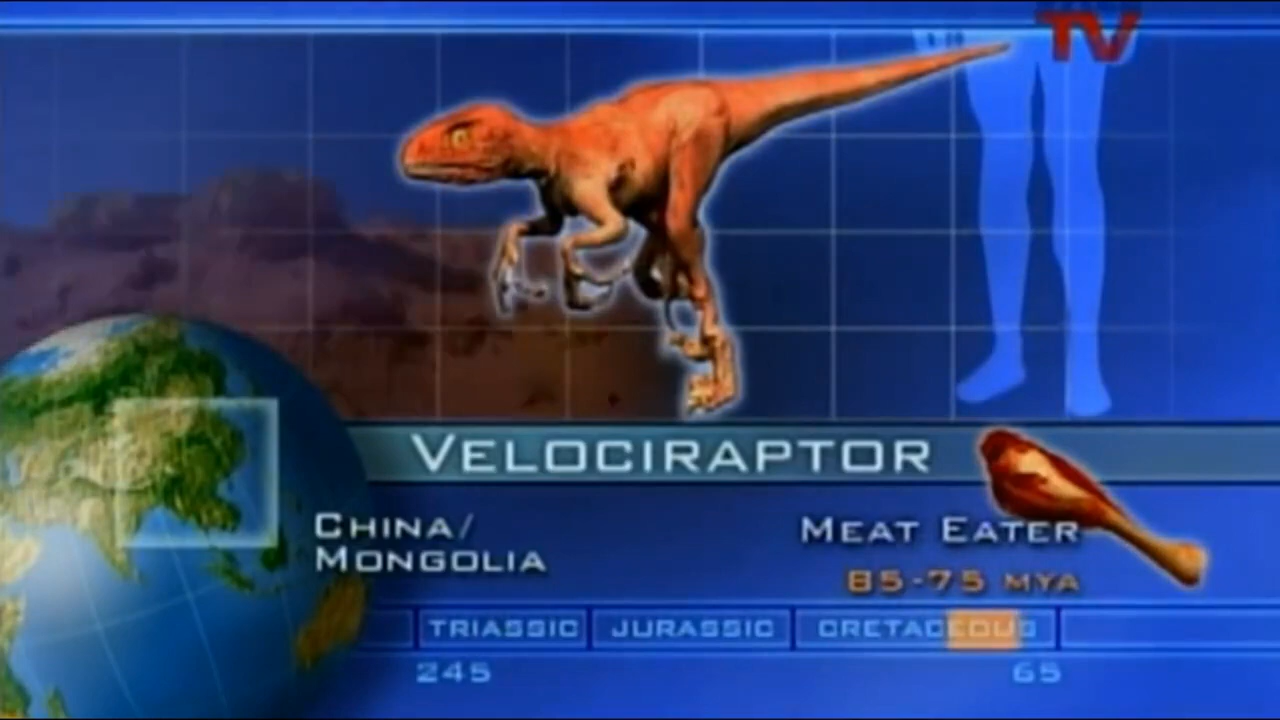 TV
VELOCIRAPTOR
CHINA/
MONGOLIA
MEAT EATER
85-75 MYA
TRIASSIC JURASSIC CRETACEOUS
245 65